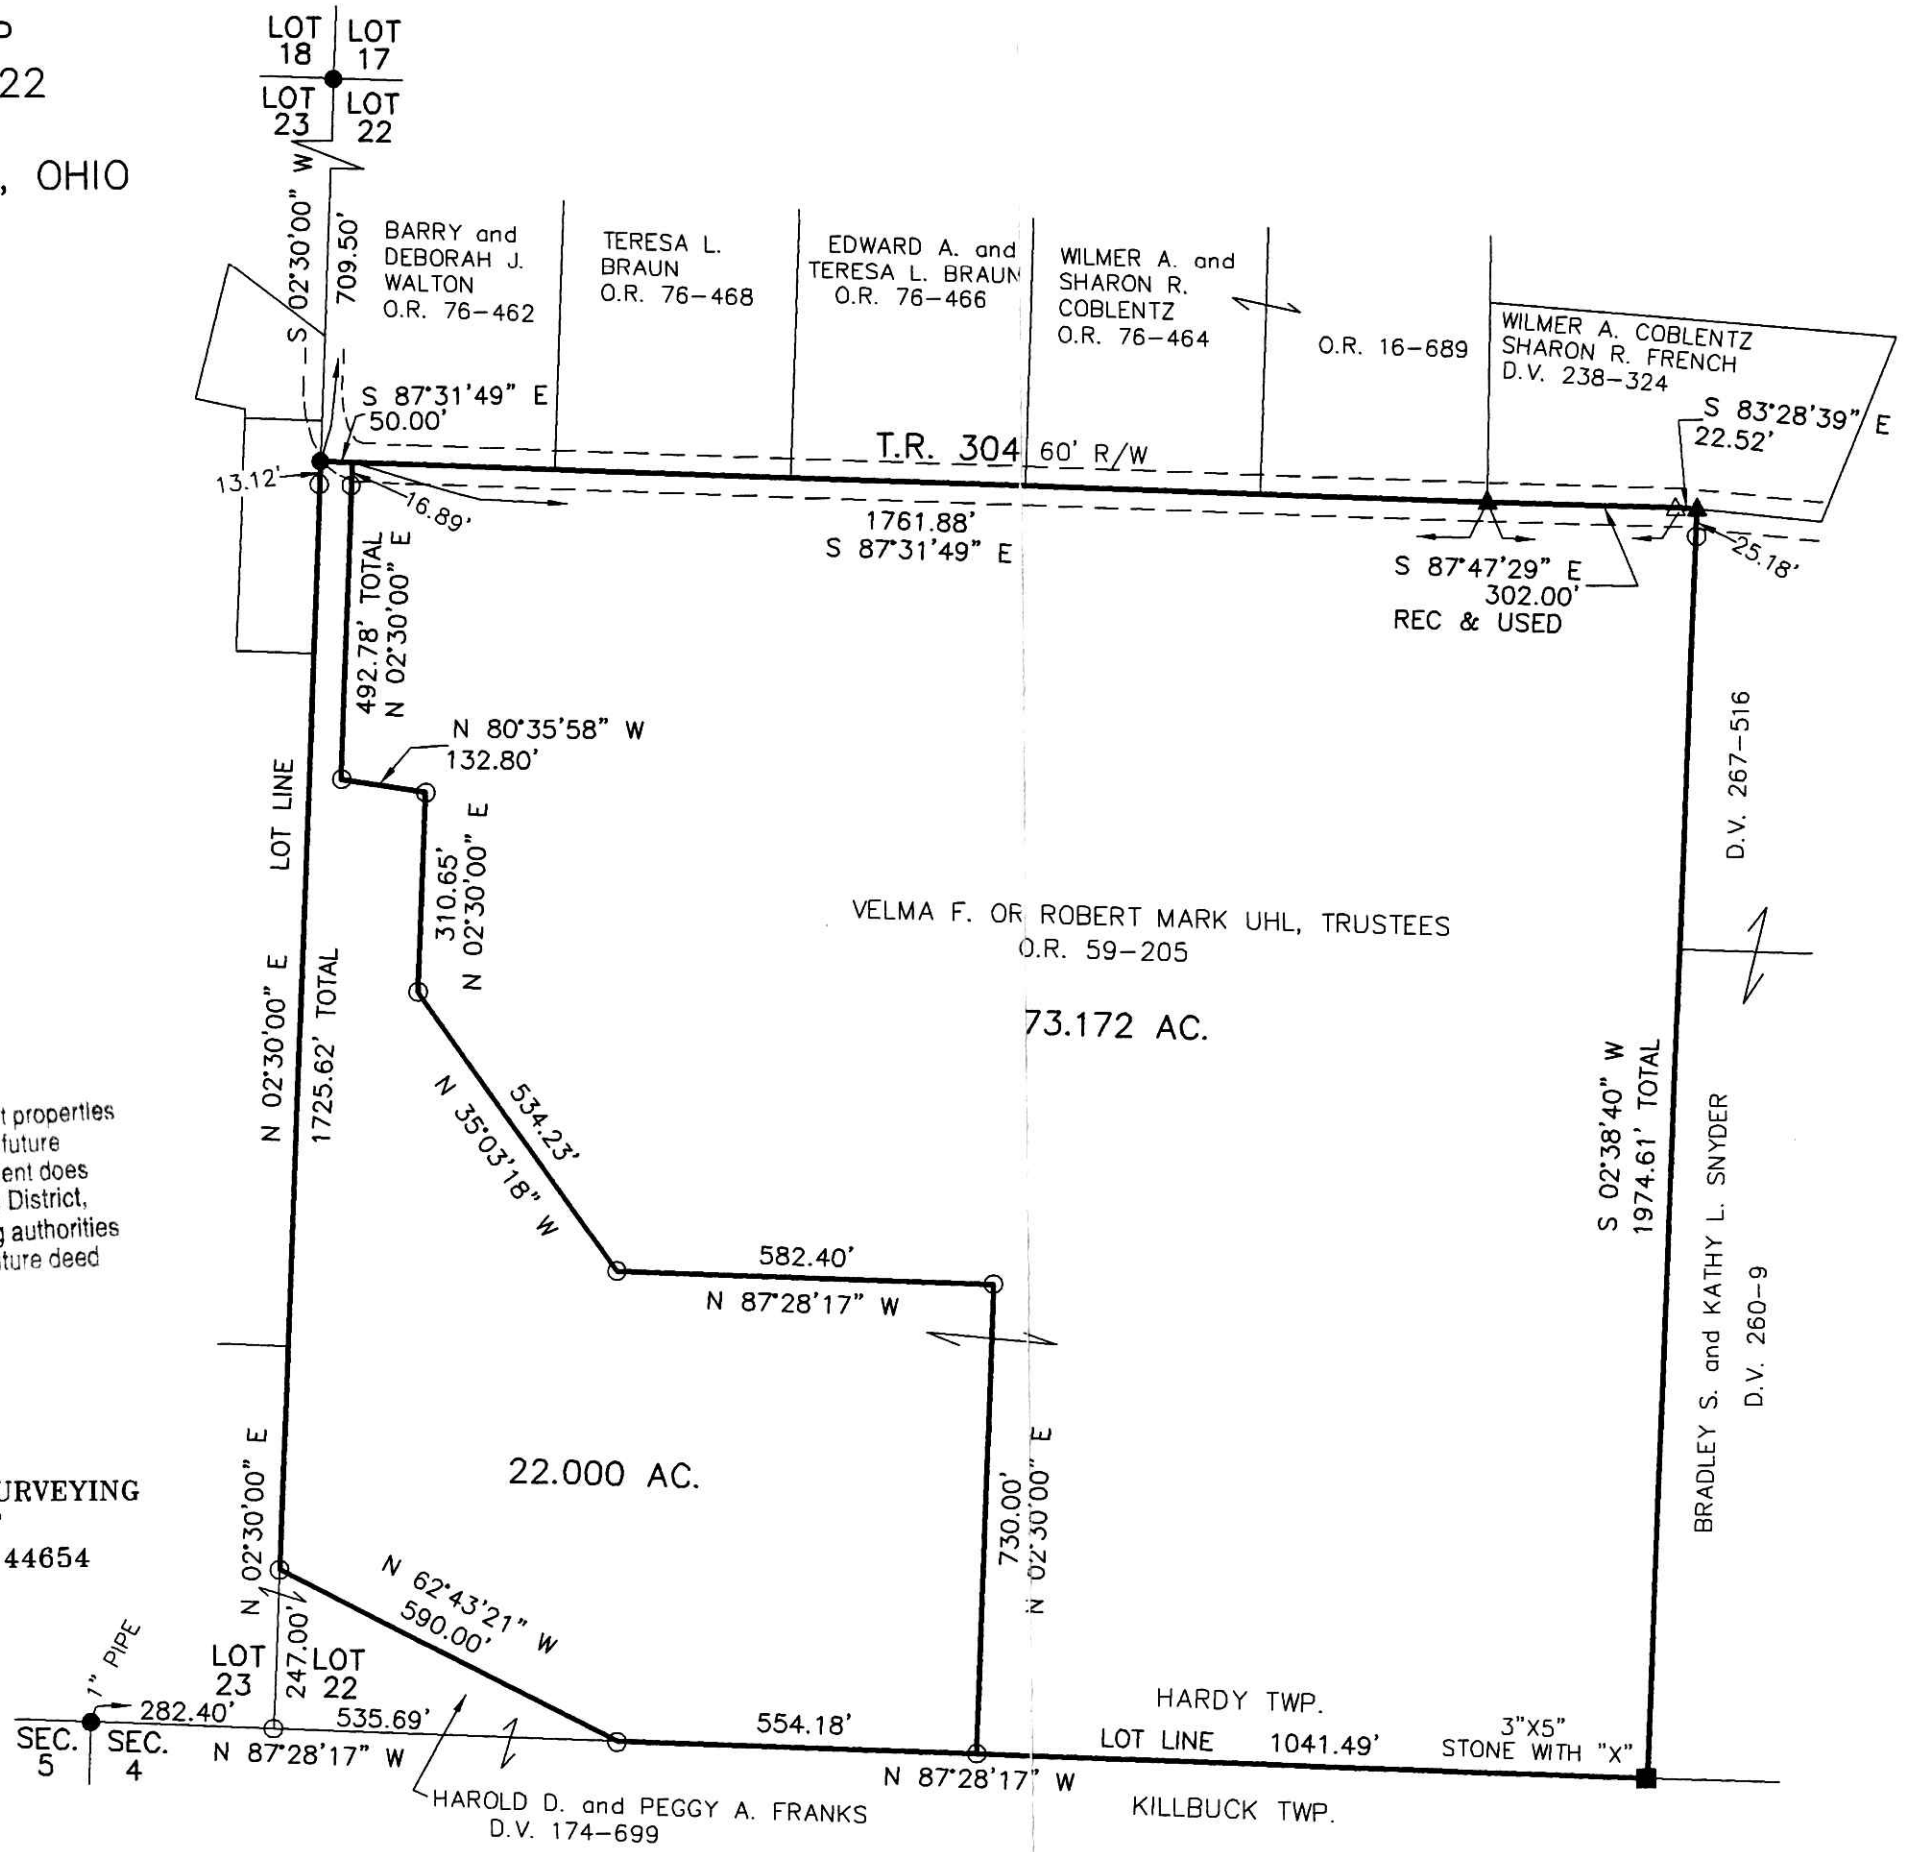 P
22
, OHIO
LOT 18
LOT 17
LOT 23
LOT 22
S 02°30'00" W
709.50'
BARRY and
DEBORAH J.
WALTON
O.R. 76-462
TERESA L.
BRAUN
O.R. 76-468
EDWARD A. and
TERESA L. BRAUN
O.R. 76-466
WILMER A. and
SHARON R.
COBLENTZ
O.R. 76-464
O.R. 16-689
WILMER A. COBLENTZ
SHARON R. FRENCH
D.V. 238-324
S 83°28'39" E
22.52'
S 87°31'49" E
50.00'
T.R. 304 60' R/W
13.12'
16.89'
1761.88'
S 87°31'49" E
S 87°47'29" E
302.00'
REC & USED
25.18'
492.78' TOTAL
N 02°30'00" E
N 80°35'58" W
132.80'
LOT LINE
310.65'
N 02°30'00" E
D.V. 267-516
VELMA F. OR ROBERT MARK UHL, TRUSTEES
O.R. 59-205
73.172 AC.
N 02°30'00" E
1725.62' TOTAL
534.23'
N 35°03'18" W
S 02°38'40" W
1974.61' TOTAL
BRADLEY S. and KATHY L. SNYDER
D.V. 260-9
t properties
future
ent does
District,
g authorities
ture deed
582.40'
N 87°28'17" W
22.000 AC.
730.00'
N 02°30'00" E
URVEYING
44654
N 02°30'00" E
N 62°43'21" W
590.00'
247.00'
1" PIPE
LOT 23
LOT 22
282.40'
535.69'
554.18'
HARDY TWP.
LOT LINE 1041.49'
3"X5"
STONE WITH "X"
SEC. 5
SEC. 4
N 87°28'17" W
N 87°28'17" W
KILLBUCK TWP.
HAROLD D. and PEGGY A. FRANKS
D.V. 174-699